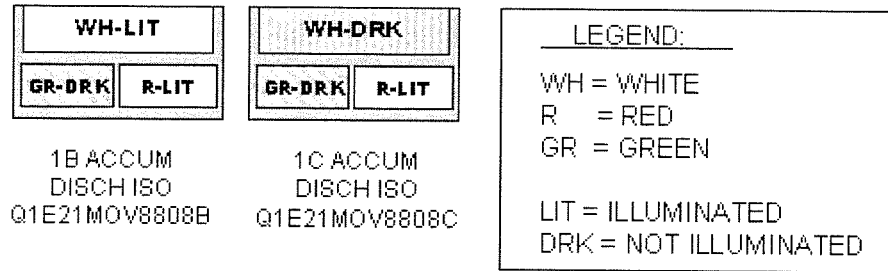 WH-LIT
GR-DRK R-LIT
1B ACCUM
DISCH ISO
Q1E21MOV8808B
WH-DRK
GR-DRK R-LIT
1C ACCUM
DISCH ISO
Q1E21MOV8808C
LEGEND:
WH = WHITE
R = RED
GR = GREEN
LIT = ILLUMINATED
DRK = NOT ILLUMINATED